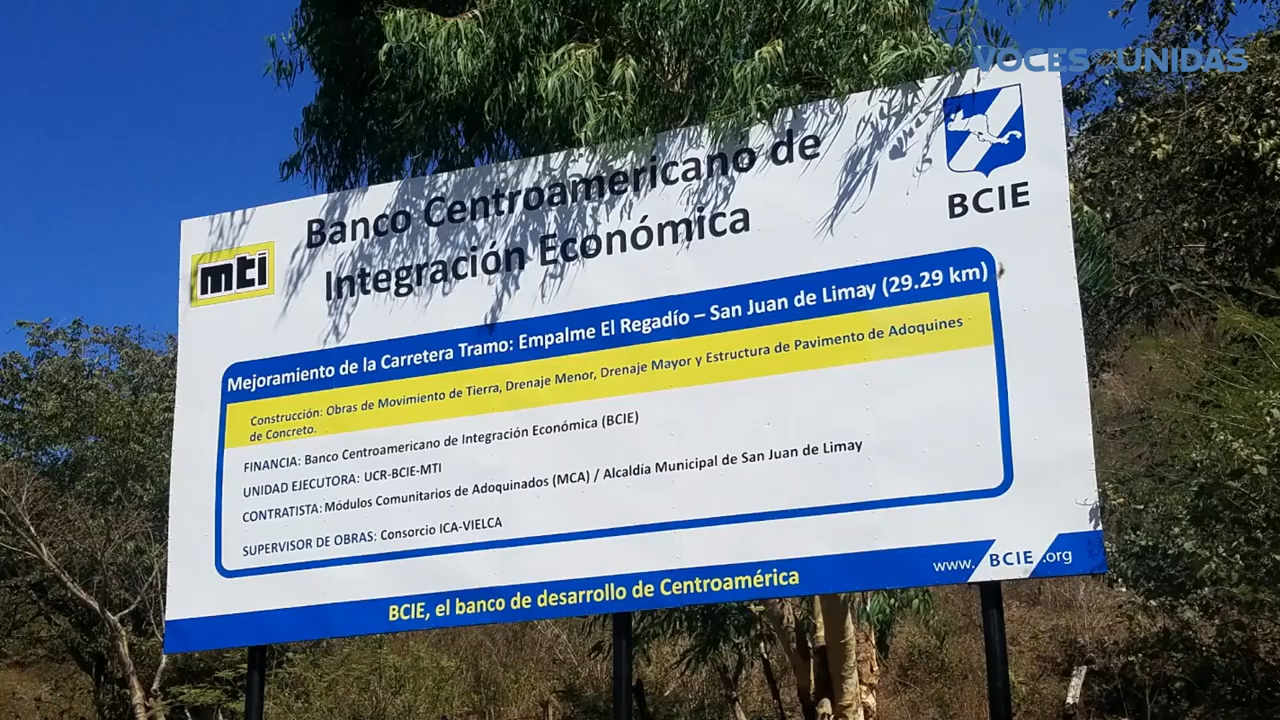 VOCES UNIDAS
mti
Banco Centroamericano de
Integración Económica
BCIE
Mejoramiento de la Carretera Tramo: Empalme El Regadío – San Juan de Limay (29.29 km)
Construcción: Obras de Movimiento de Tierra, Drenaje Menor, Drenaje Mayor y Estructura de Pavimento de Adoquines
de Concreto.
FINANCIA: Banco Centroamericano de Integración Económica (BCIE)
UNIDAD EJECUTORA: UCR-BCIE-MTI
CONTRATISTA: Módulos Comunitarios de Adoquinados (MCA) / Alcaldía Municipal de San Juan de Limay
SUPERVISOR DE OBRAS: Consorcio ICA-VIELCA
www. BCIE .org
BCIE, el banco de desarrollo de Centroamérica